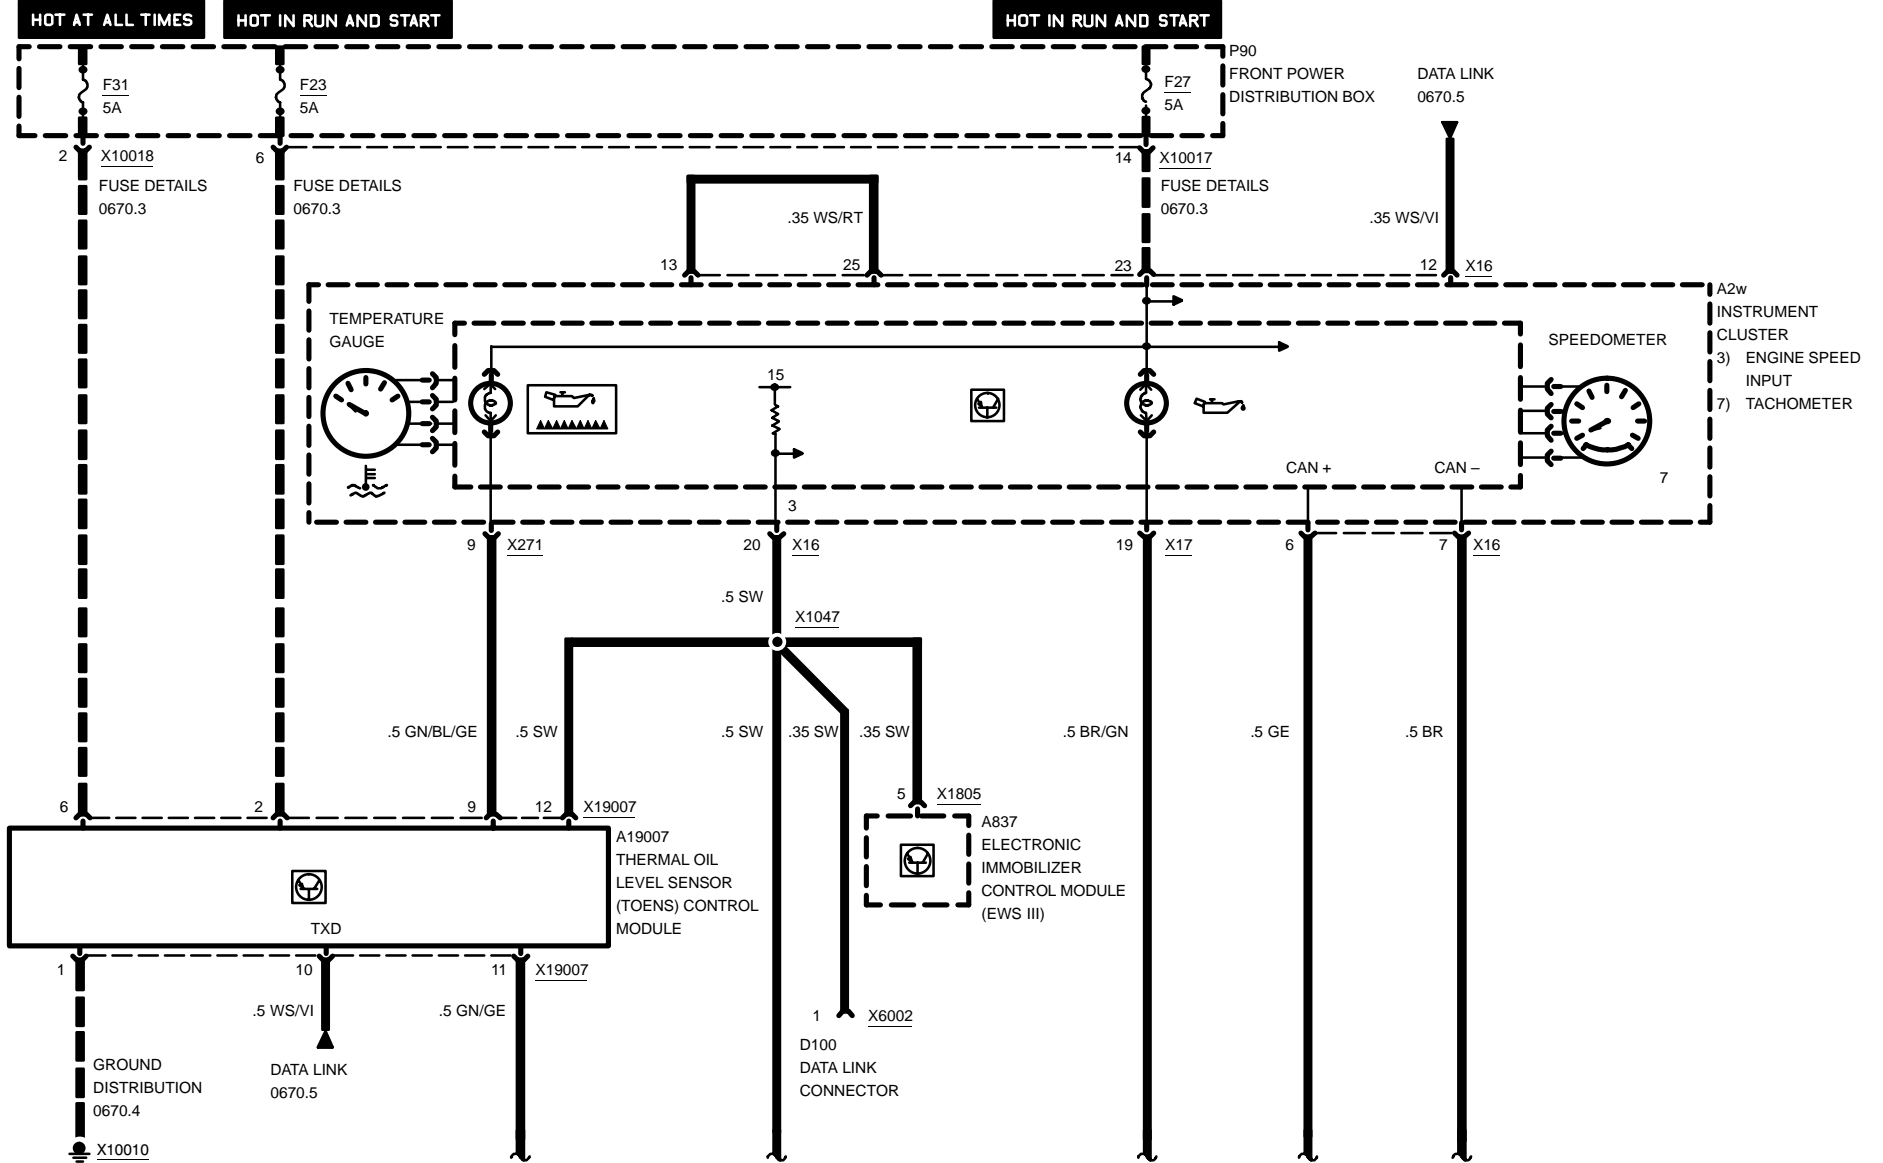 HOT AT ALL TIMES
HOT IN RUN AND START
HOT IN RUN AND START
P90
FRONT POWER
DISTRIBUTION BOX
F31
5A
F23
5A
F27
5A
DATA LINK
0670.5
2 X10018
6
14 X10017
FUSE DETAILS
0670.3
FUSE DETAILS
0670.3
FUSE DETAILS
0670.3
.35 WS/RT
.35 WS/VI
13
25
23
12 X16
A2w
INSTRUMENT
CLUSTER
3) ENGINE SPEED
INPUT
7) TACHOMETER
TEMPERATURE
GAUGE
SPEEDOMETER
15
CAN +
CAN –
7
3
9 X271
20 X16
19 X17
6
7 X16
.5 SW
X1047
.5 GN/BL/GE
.5 SW
.5 SW
.35 SW
.35 SW
.5 BR/GN
.5 GE
.5 BR
6
2
9
12 X19007
5 X1805
A19007
THERMAL OIL
LEVEL SENSOR
(TOENS) CONTROL
MODULE
A837
ELECTRONIC
IMMOBILIZER
CONTROL MODULE
(EWS III)
TXD
1
10
11 X19007
.5 WS/VI
.5 GN/GE
1 X6002
D100
DATA LINK
CONNECTOR
GROUND
DISTRIBUTION
0670.4
DATA LINK
0670.5
X10010